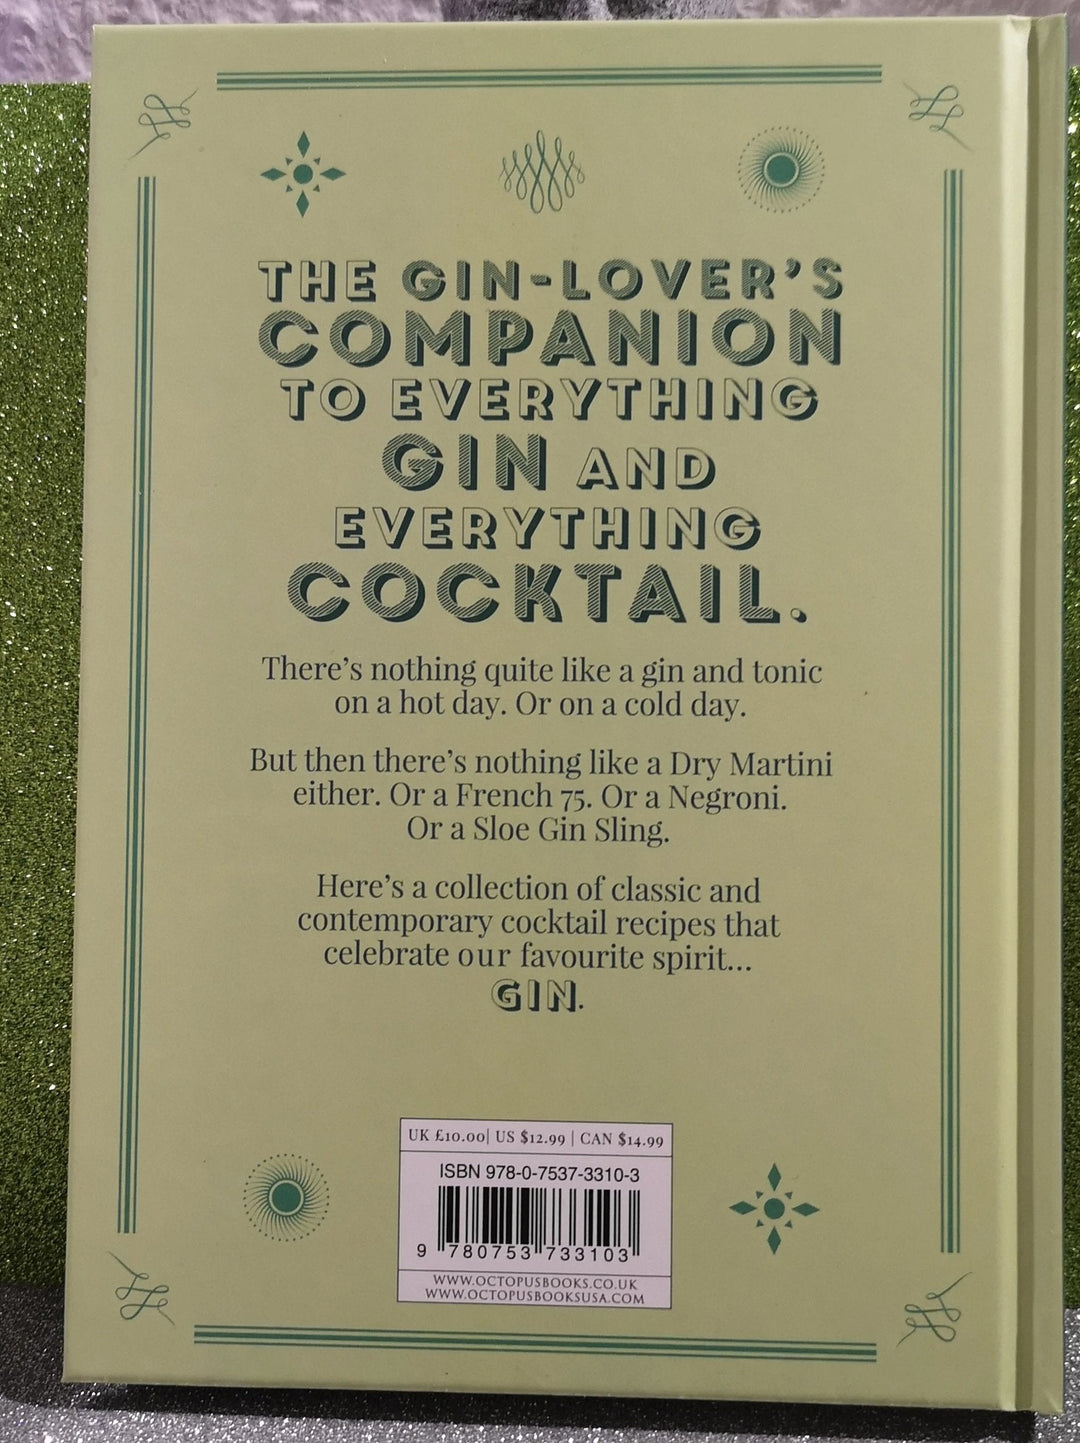 THE GIN-LOVER'S
COMPANION
TO EVERYTHING
GIN AND
EVERYTHING
COCKTAIL.
There's nothing quite like a gin and tonic
on a hot day. Or on a cold day.
But then there's nothing like a Dry Martini
either. Or a French 75. Or a Negroni.
Or a Sloe Gin Sling.
Here's a collection of classic and
contemporary cocktail recipes that
celebrate our favourite spirit...
GIN.
UK £10.00| US $12.99 | CAN $14.99
ISBN 978-0-7537-3310-3
9 780753 733103
WWW.OCTOPUSBOOKS.CO.UK
WWW.OCTOPUSBOOKSUSA.COM